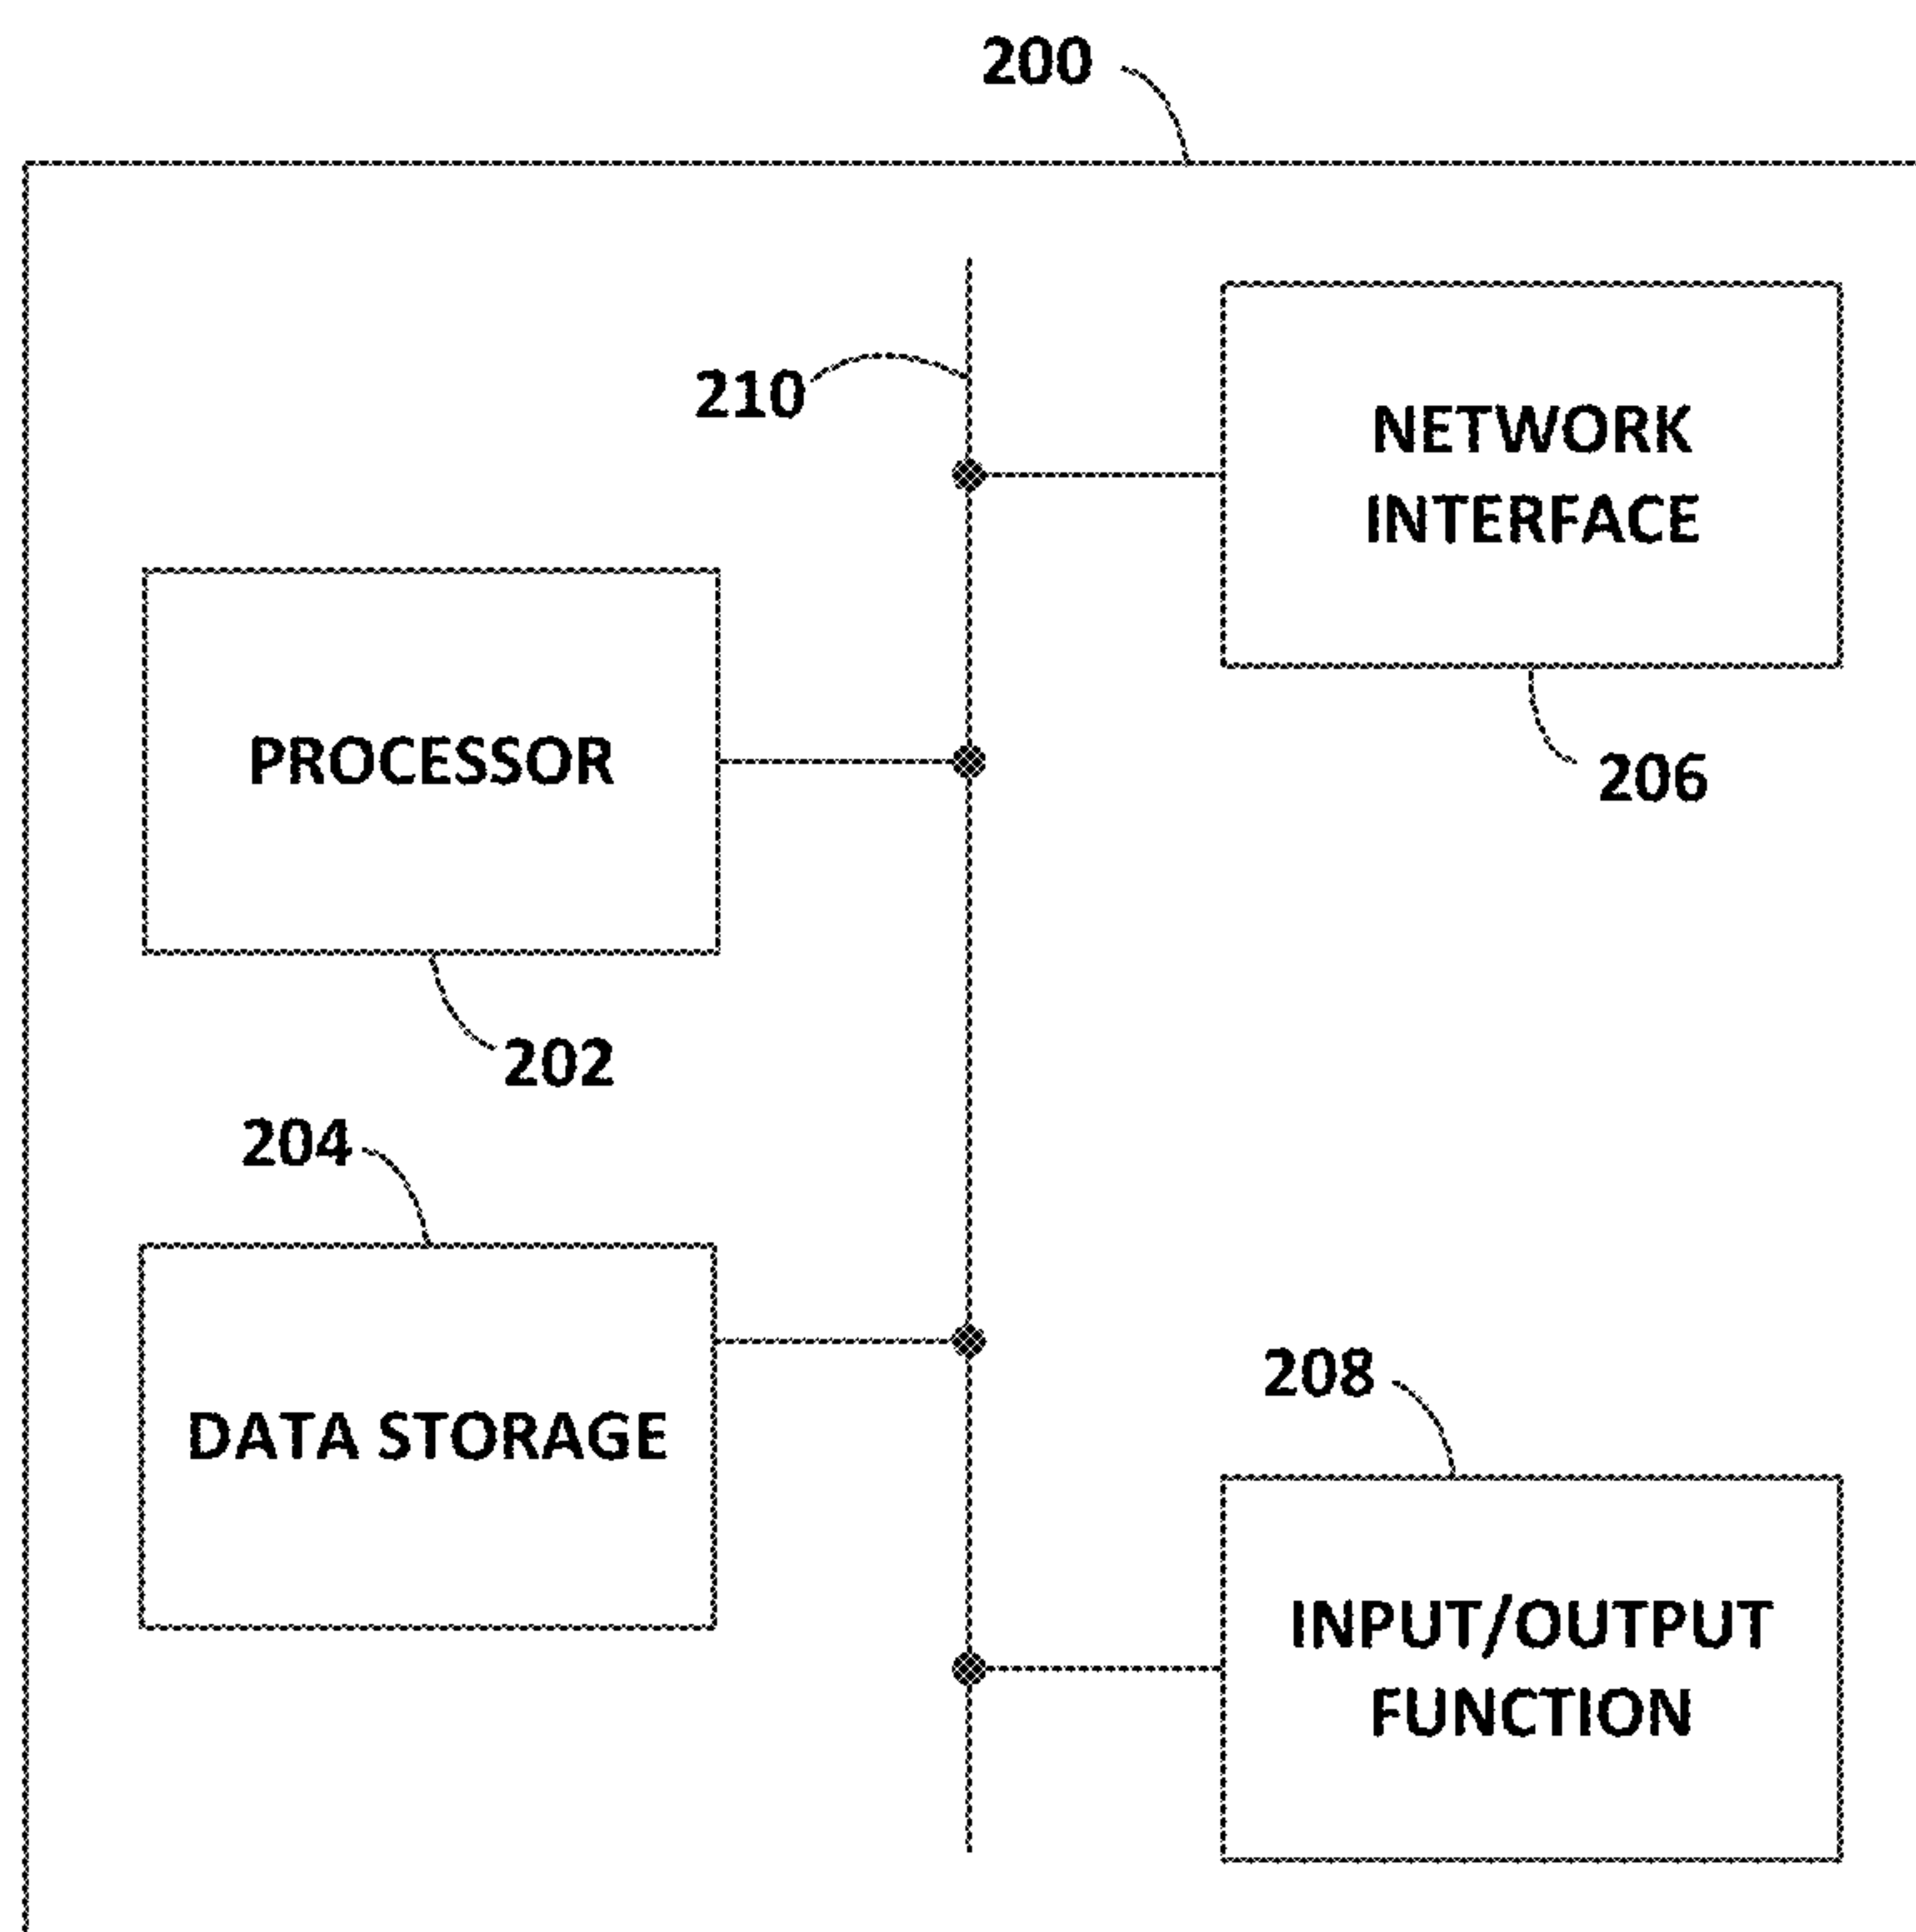 200
210
NETWORK
INTERFACE
PROCESSOR
206
202
204
208
DATA STORAGE
INPUT/OUTPUT
FUNCTION